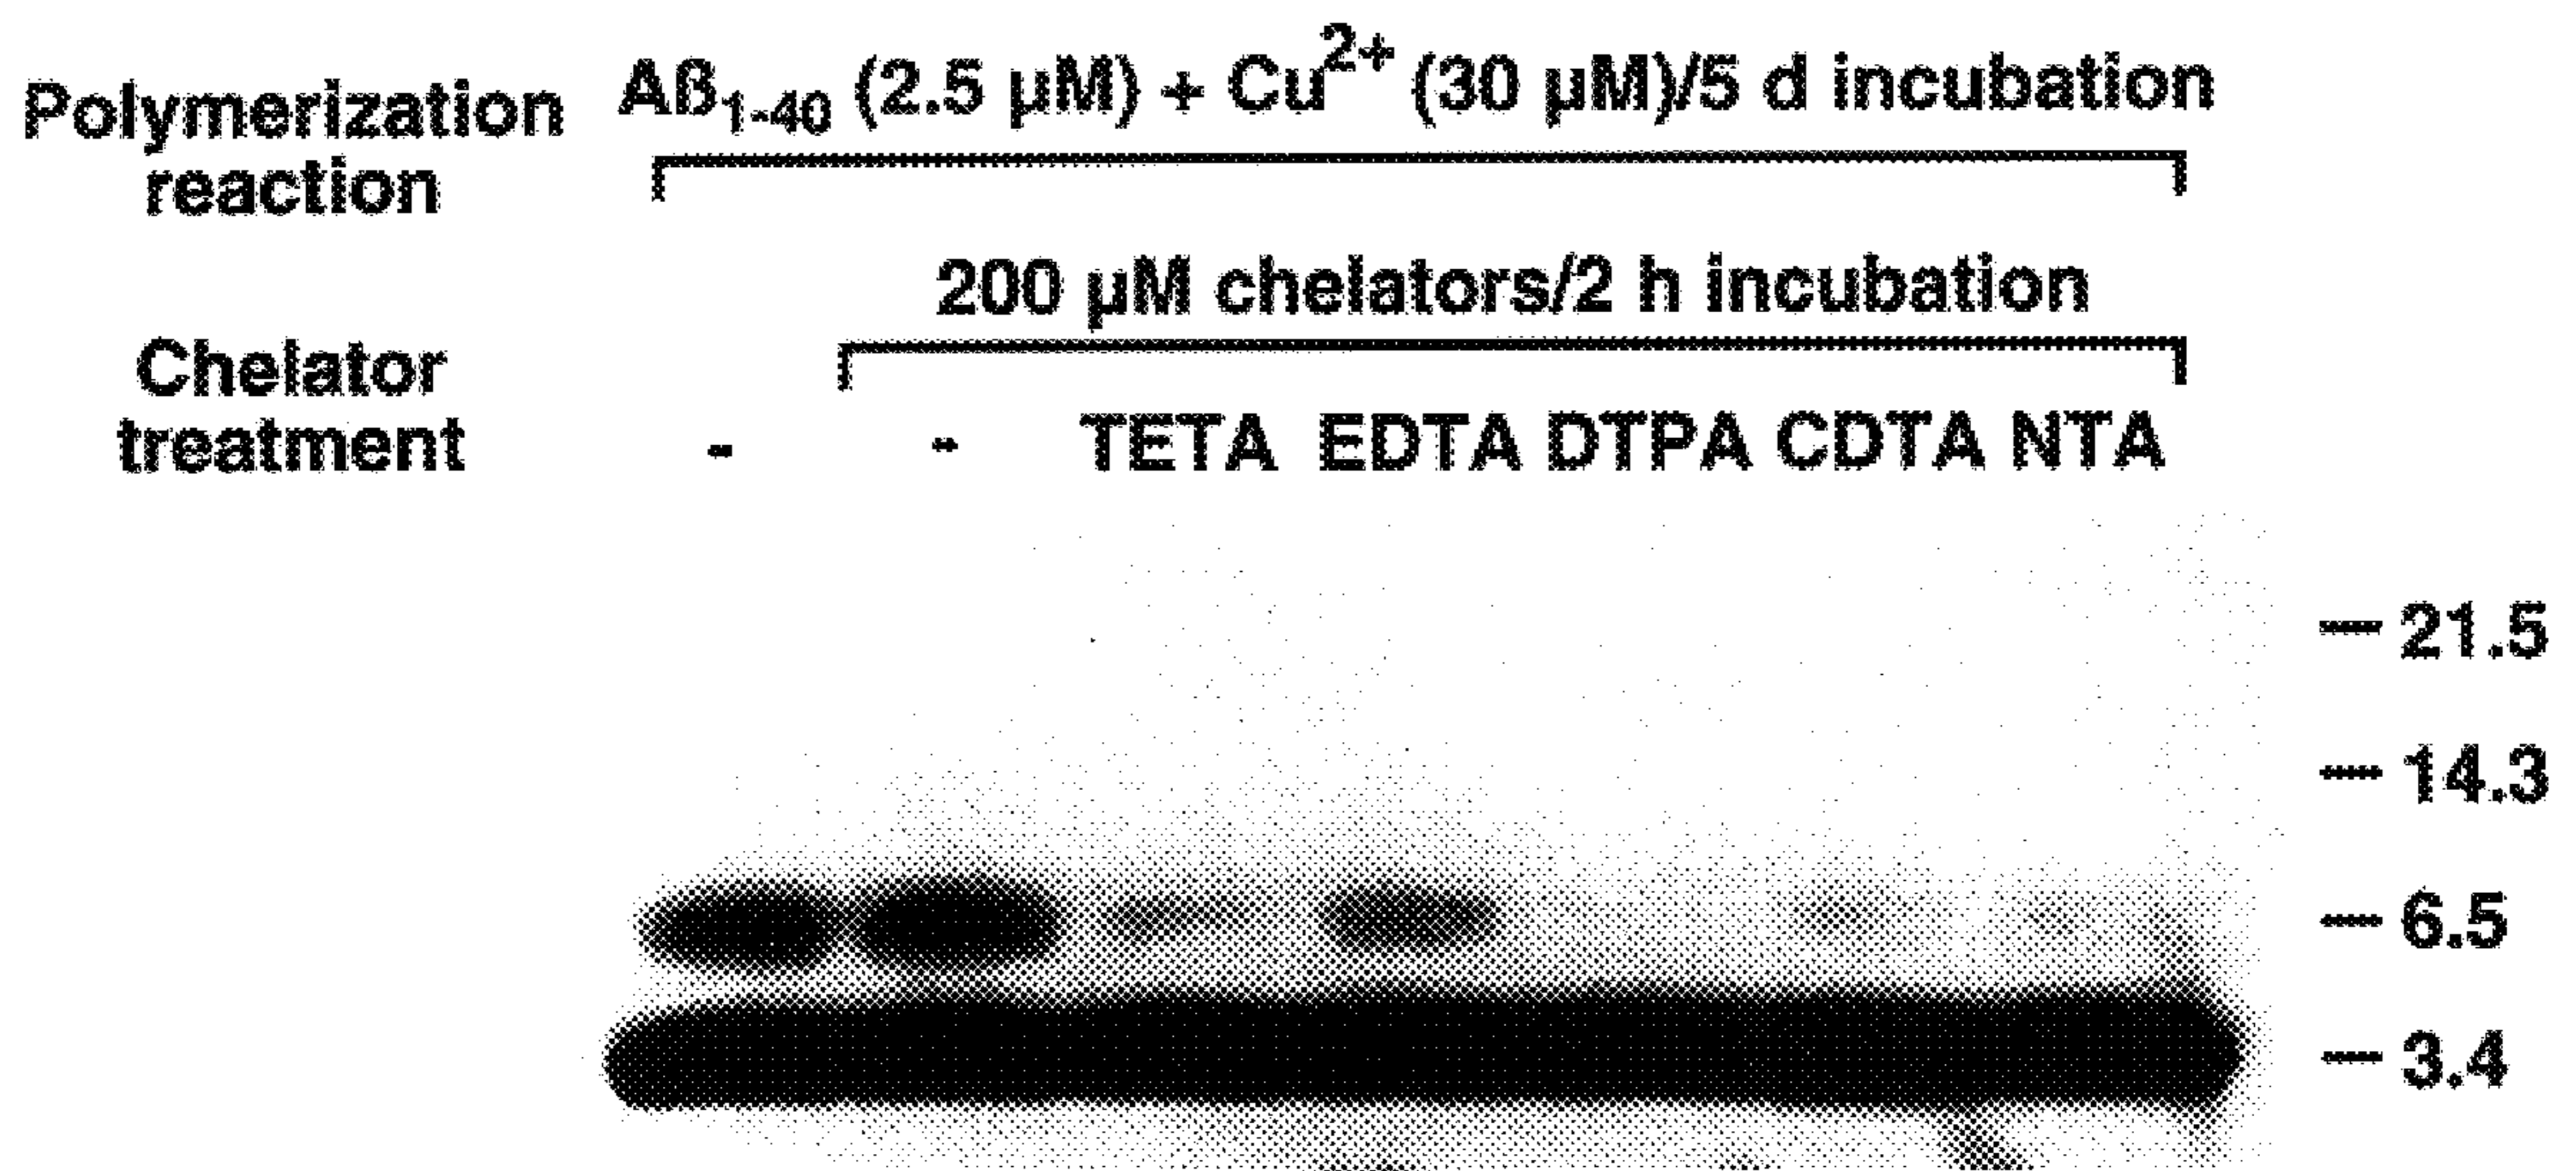 Polymerization reaction
Aß1-40 (2.5 µM) + Cu2+ (30 µM)/5 d incubation
200 µM chelators/2 h incubation
Chelator treatment
- - TETA EDTA DTPA CDTA NTA
– 21.5
– 14.3
– 6.5
– 3.4